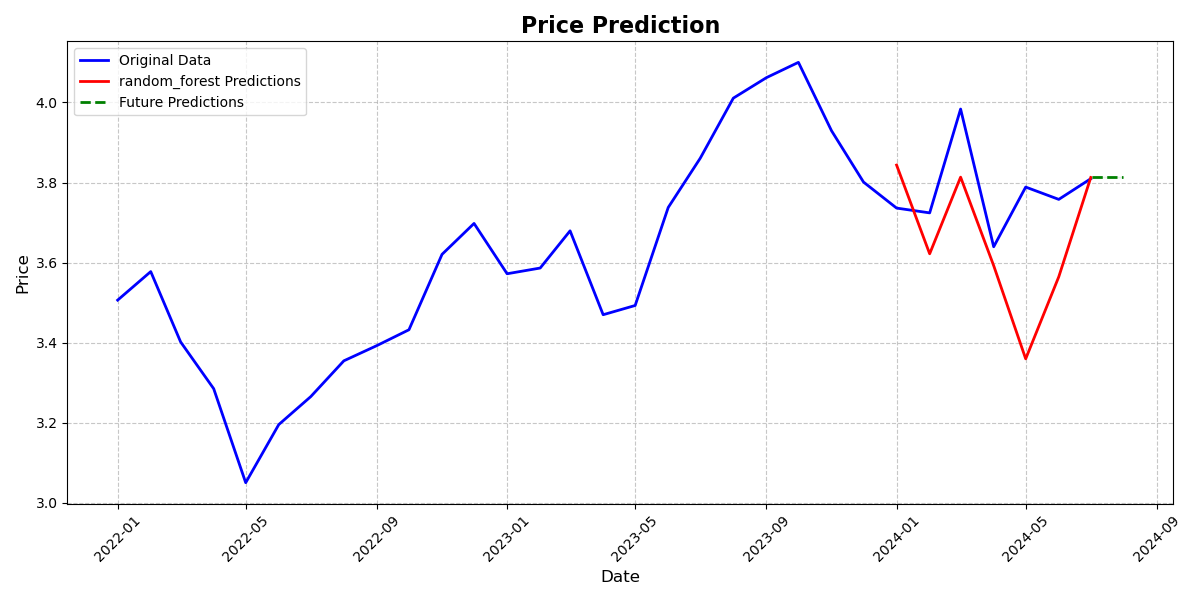 Price Prediction
Original Data
random_forest Predictions
Future Predictions
Price
4.0
3.8
3.6
3.4
3.2
3.0
2022-01
2022-05
2022-09
2023-01
2023-05
2023-09
2024-01
2024-05
2024-09
Date